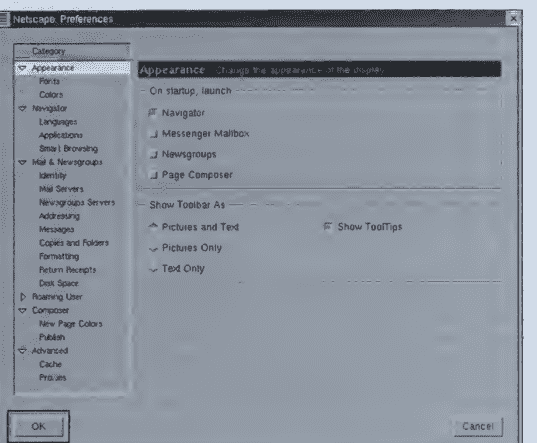 Netscape: Preferences
Category
Appearance
Fonts
Colors
Navigator
Languages
Applications
Smart Browsing
Mail & Newsgroups
Identity
Mail Servers
Newsgroups Servers
Addressing
Messages
Copies and Folders
Formatting
Return Receipts
Disk Space
Roaming User
Composer
New Page Colors
Publish
Advanced
Cache
Proxies
Appearance Change the appearance of the display
On startup, launch
Navigator
Messenger Mailbox
Newsgroups
Page Composer
Show Toolbar As
Pictures and Text
Show ToolTips
Pictures Only
Text Only
OK
Cancel